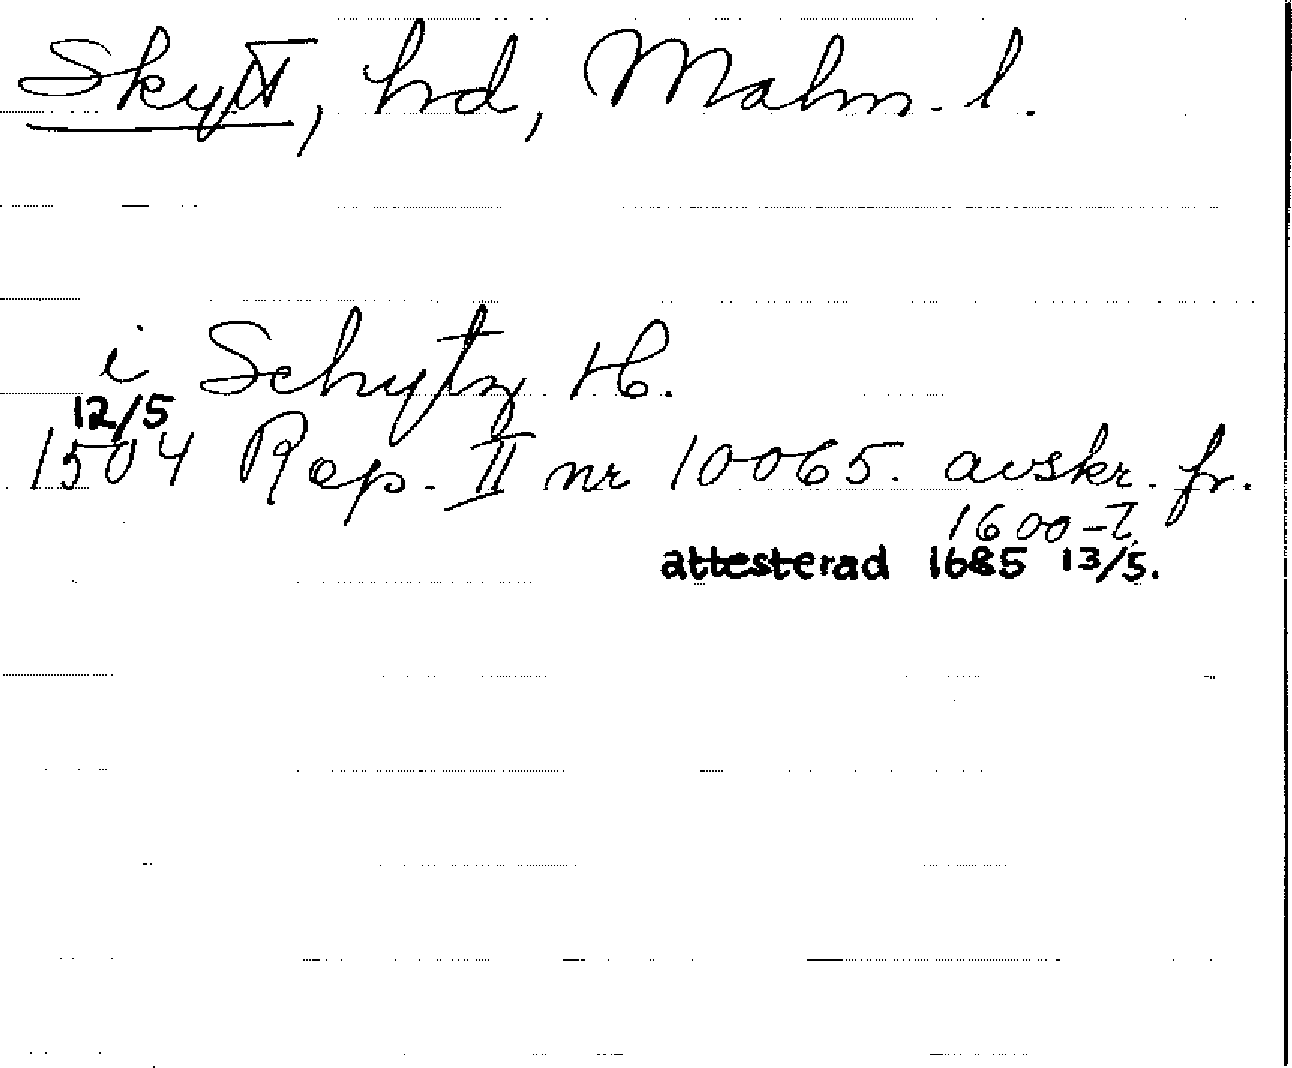 Skytt, hd, Malm. l.
i Schytz H.
12/5
1504 Rep. II nr 10065. avskr. fr.
1600-t.
attesterad 1685 13/5.